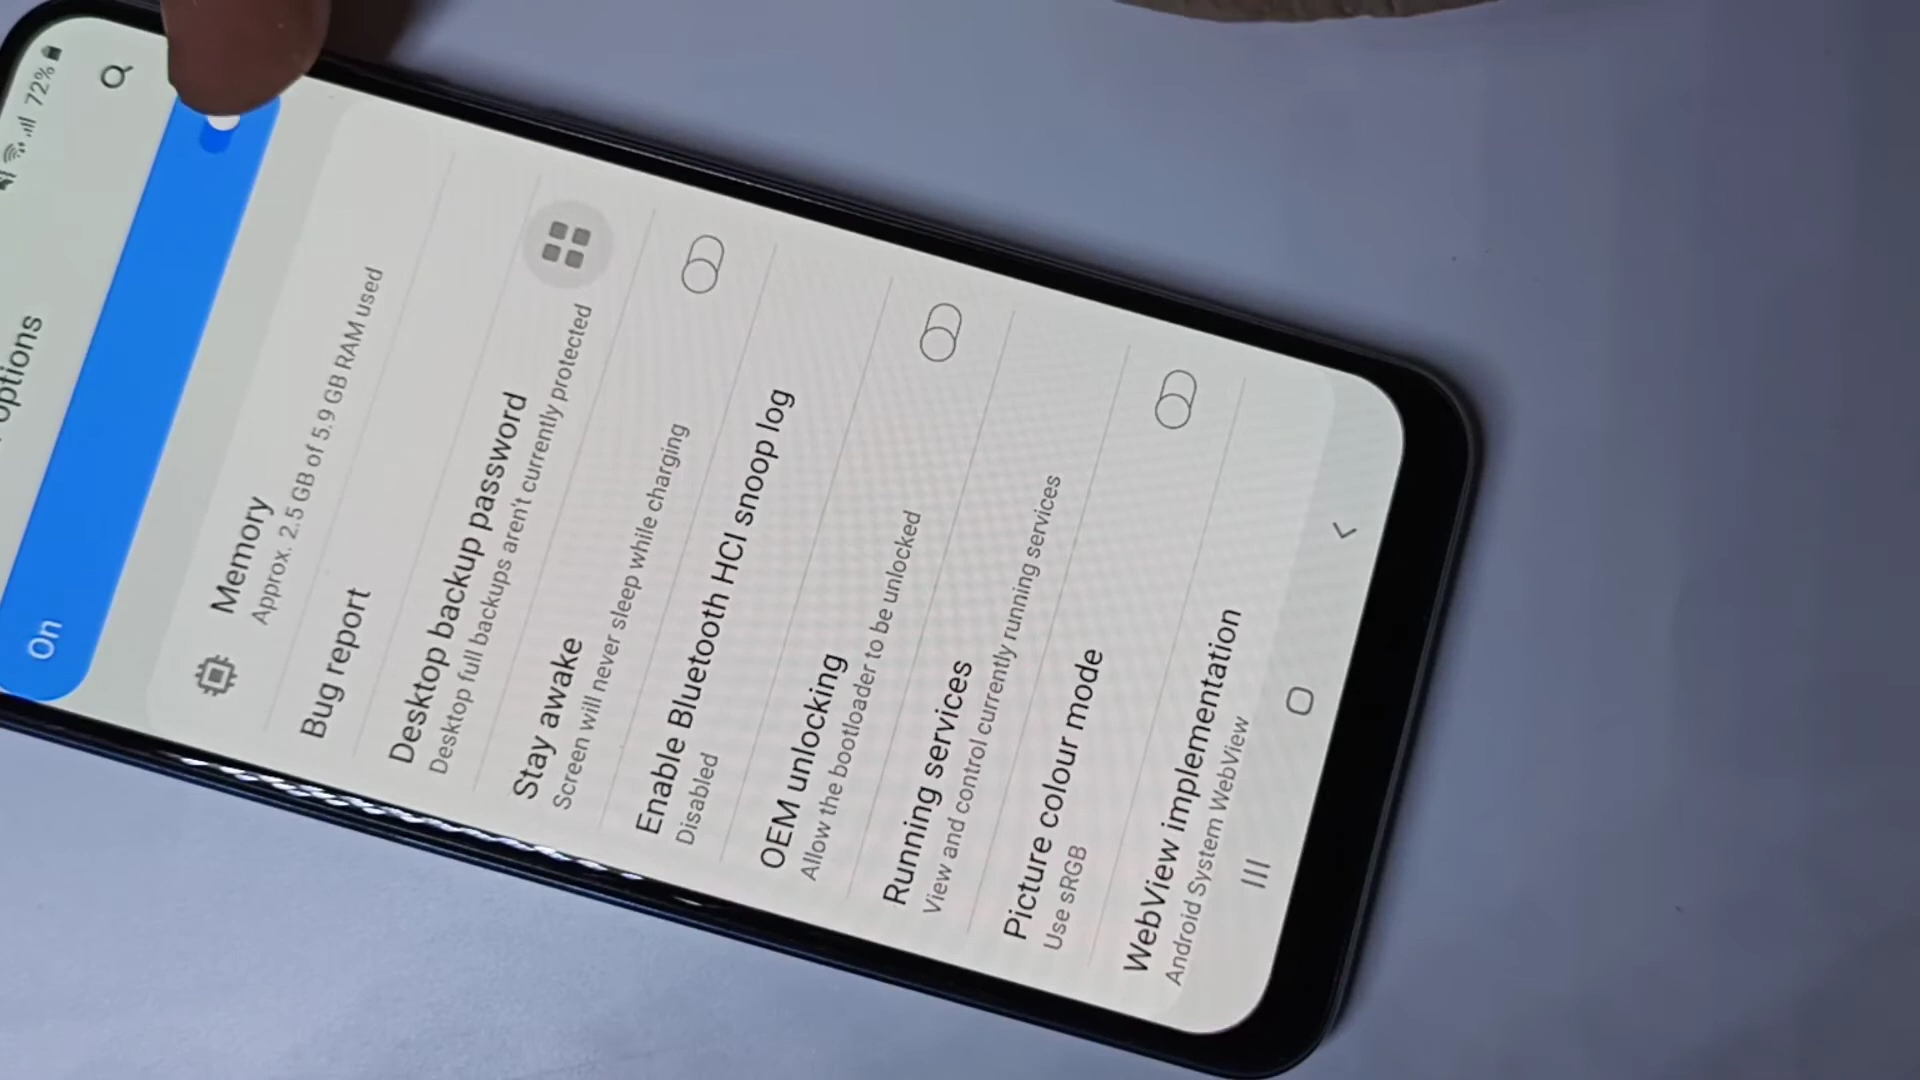 72%
options
On
Memory
Approx. 2.5 GB of 5.9 GB RAM used
Bug report
Desktop backup password
Desktop full backups aren't currently protected
Stay awake
Screen will never sleep while charging
Enable Bluetooth HCI snoop log
Disabled
OEM unlocking
Allow the bootloader to be unlocked
Running services
View and control currently running services
Picture colour mode
Use sRGB
WebView implementation
Android System WebView